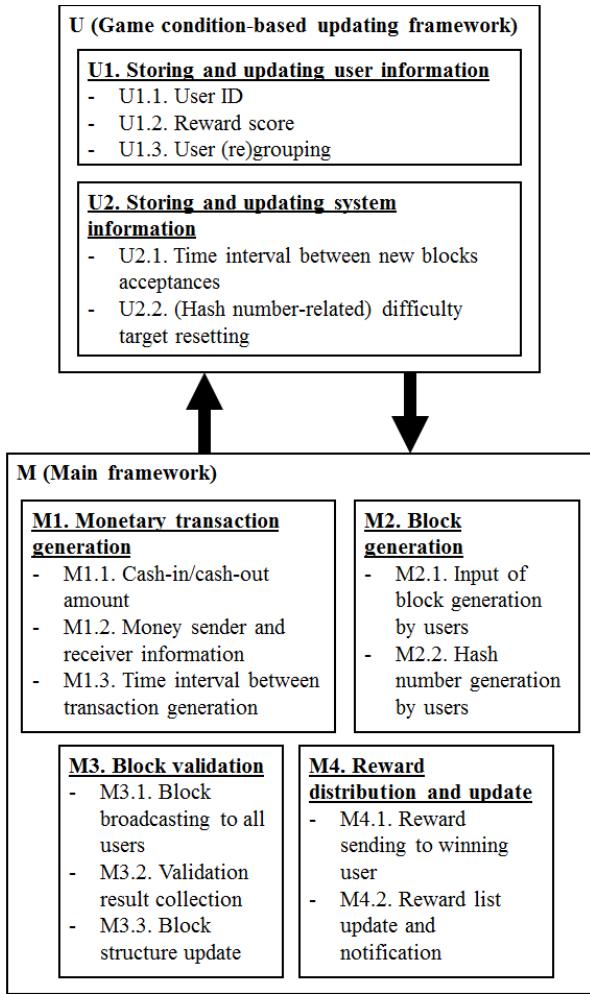 U (Game condition-based updating framework)
U1. Storing and updating user information
- U1.1. User ID
- U1.2. Reward score
- U1.3. User (re)grouping
U2. Storing and updating system
information
- U2.1. Time interval between new blocks
acceptances
- U2.2. (Hash number-related) difficulty
target resetting
M (Main framework)
M1. Monetary transaction
generation
- M1.1. Cash-in/cash-out
amount
- M1.2. Money sender and
receiver information
- M1.3. Time interval between
transaction generation
M2. Block
generation
- M2.1. Input of
block generation
by users
- M2.2. Hash
number generation
by users
M3. Block validation
- M3.1. Block
broadcasting to all
users
- M3.2. Validation
result collection
- M3.3. Block
structure update
M4. Reward
distribution and update
- M4.1. Reward
sending to winning
user
- M4.2. Reward list
update and
notification